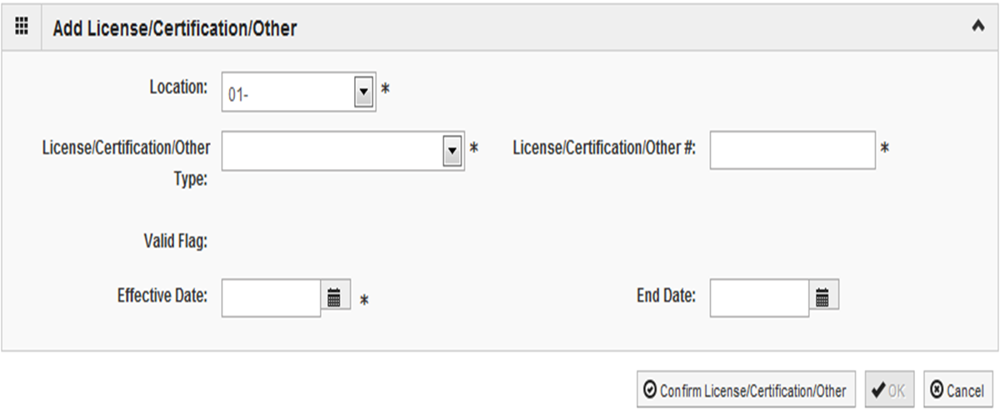 Add License/Certification/Other
Location: 01- *
License/Certification/Other * License/Certification/Other #: *
Type:
Valid Flag:
Effective Date: * End Date:
Confirm License/Certification/Other OK Cancel